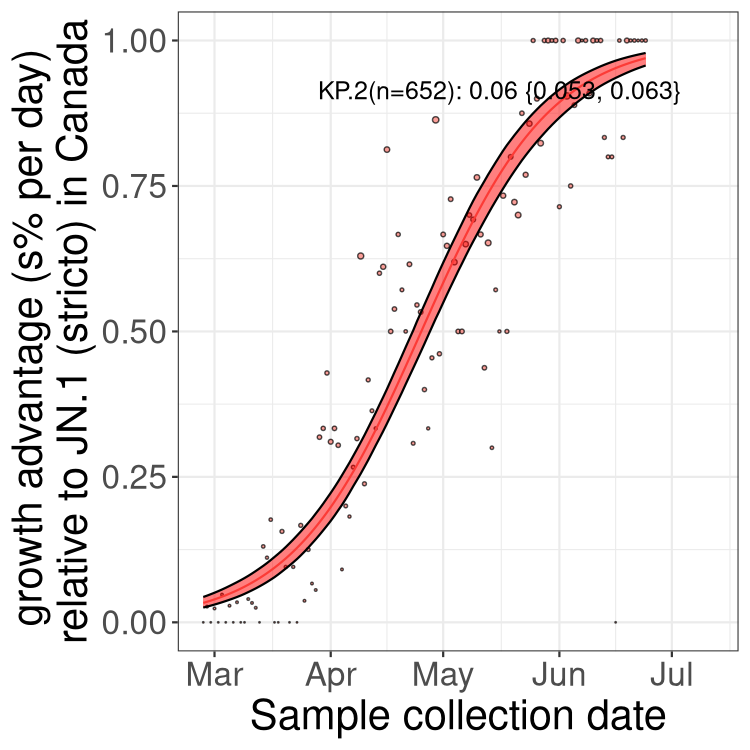 growth advantage (s% per day)
relative to JN.1 (stricto) in Canada
1.00
0.75
0.50
0.25
0.00
KP.2(n=652): 0.06 {0.053, 0.063}
Mar Apr May Jun Jul
Sample collection date